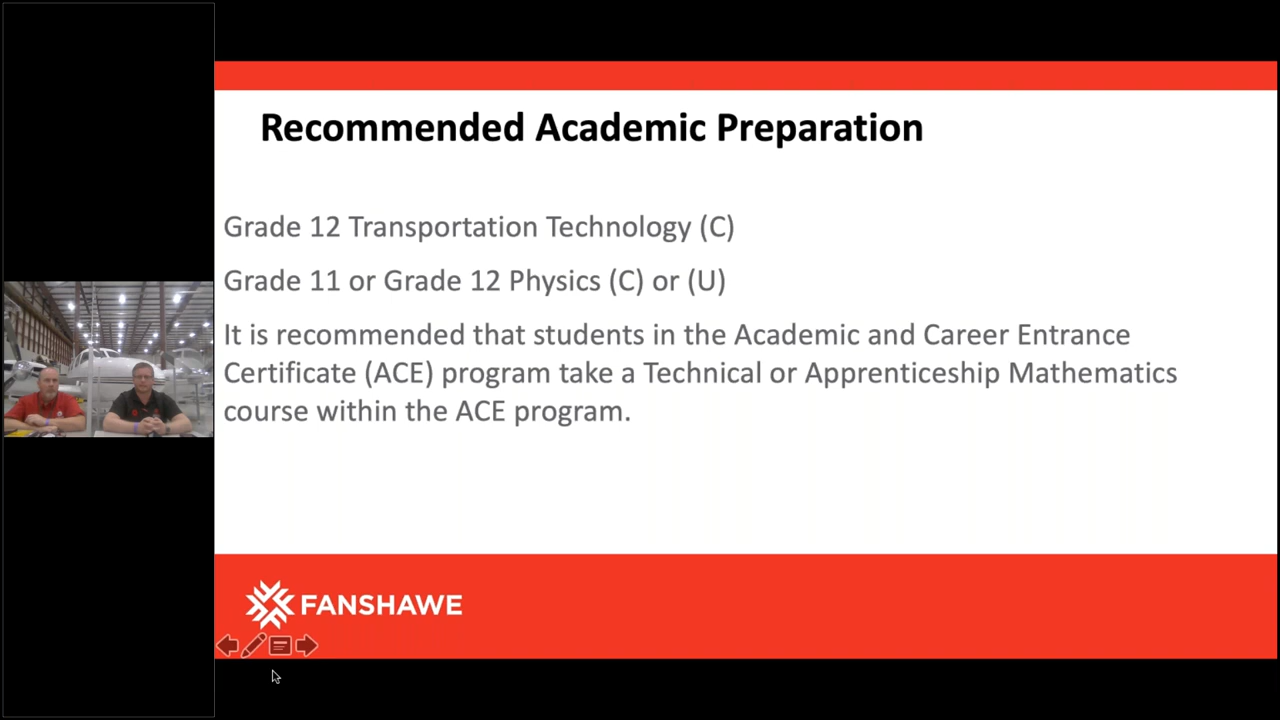 Recommended Academic Preparation
Grade 12 Transportation Technology (C)
Grade 11 or Grade 12 Physics (C) or (U)
It is recommended that students in the Academic and Career Entrance
Certificate (ACE) program take a Technical or Apprenticeship Mathematics
course within the ACE program.
FANSHAWE